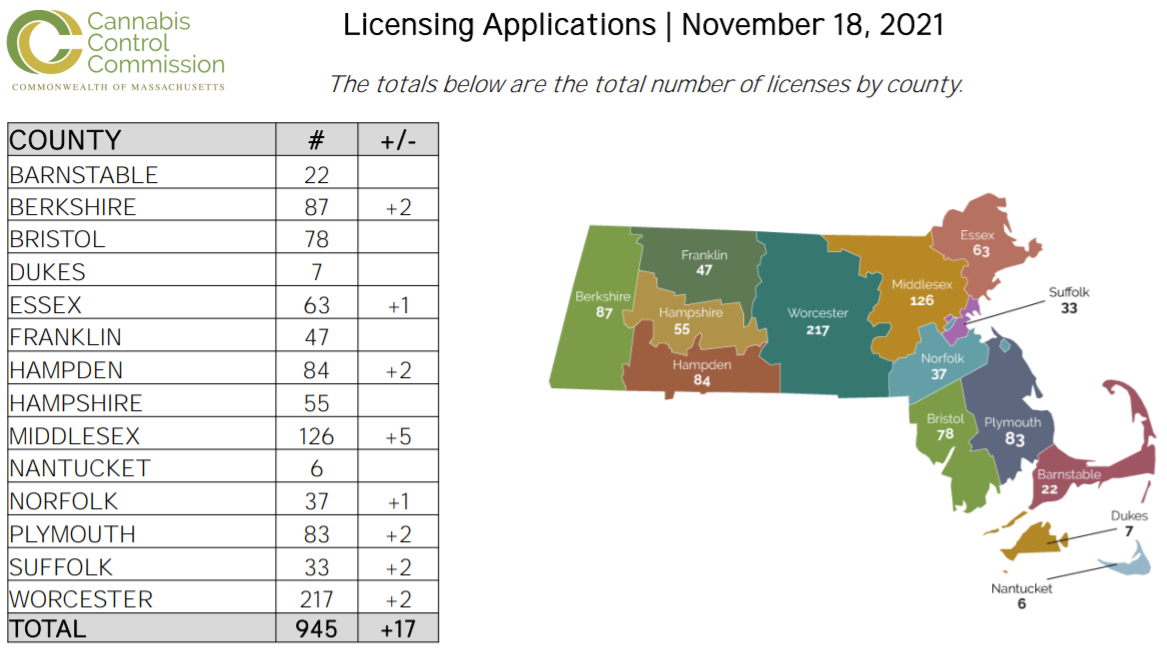 Cannabis
Control
Commission
COMMONWEALTH OF MASSACHUSETTS
Licensing Applications | November 18, 2021
The totals below are the total number of licenses by county.
COUNTY # +/-
BARNSTABLE 22
BERKSHIRE 87 +2
BRISTOL 78
DUKES 7
ESSEX 63 +1
FRANKLIN 47
HAMPDEN 84 +2
HAMPSHIRE 55
MIDDLESEX 126 +5
NANTUCKET 6
NORFOLK 37 +1
PLYMOUTH 83 +2
SUFFOLK 33 +2
WORCESTER 217 +2
TOTAL 945 +17
Essex
63
Franklin
47
Middlesex
126
Suffolk
33
Berkshire
87
Hampshire
55
Worcester
217
Norfolk
37
Hampden
84
Bristol
78
Plymouth
83
Barnstable
22
Dukes
7
Nantucket
6